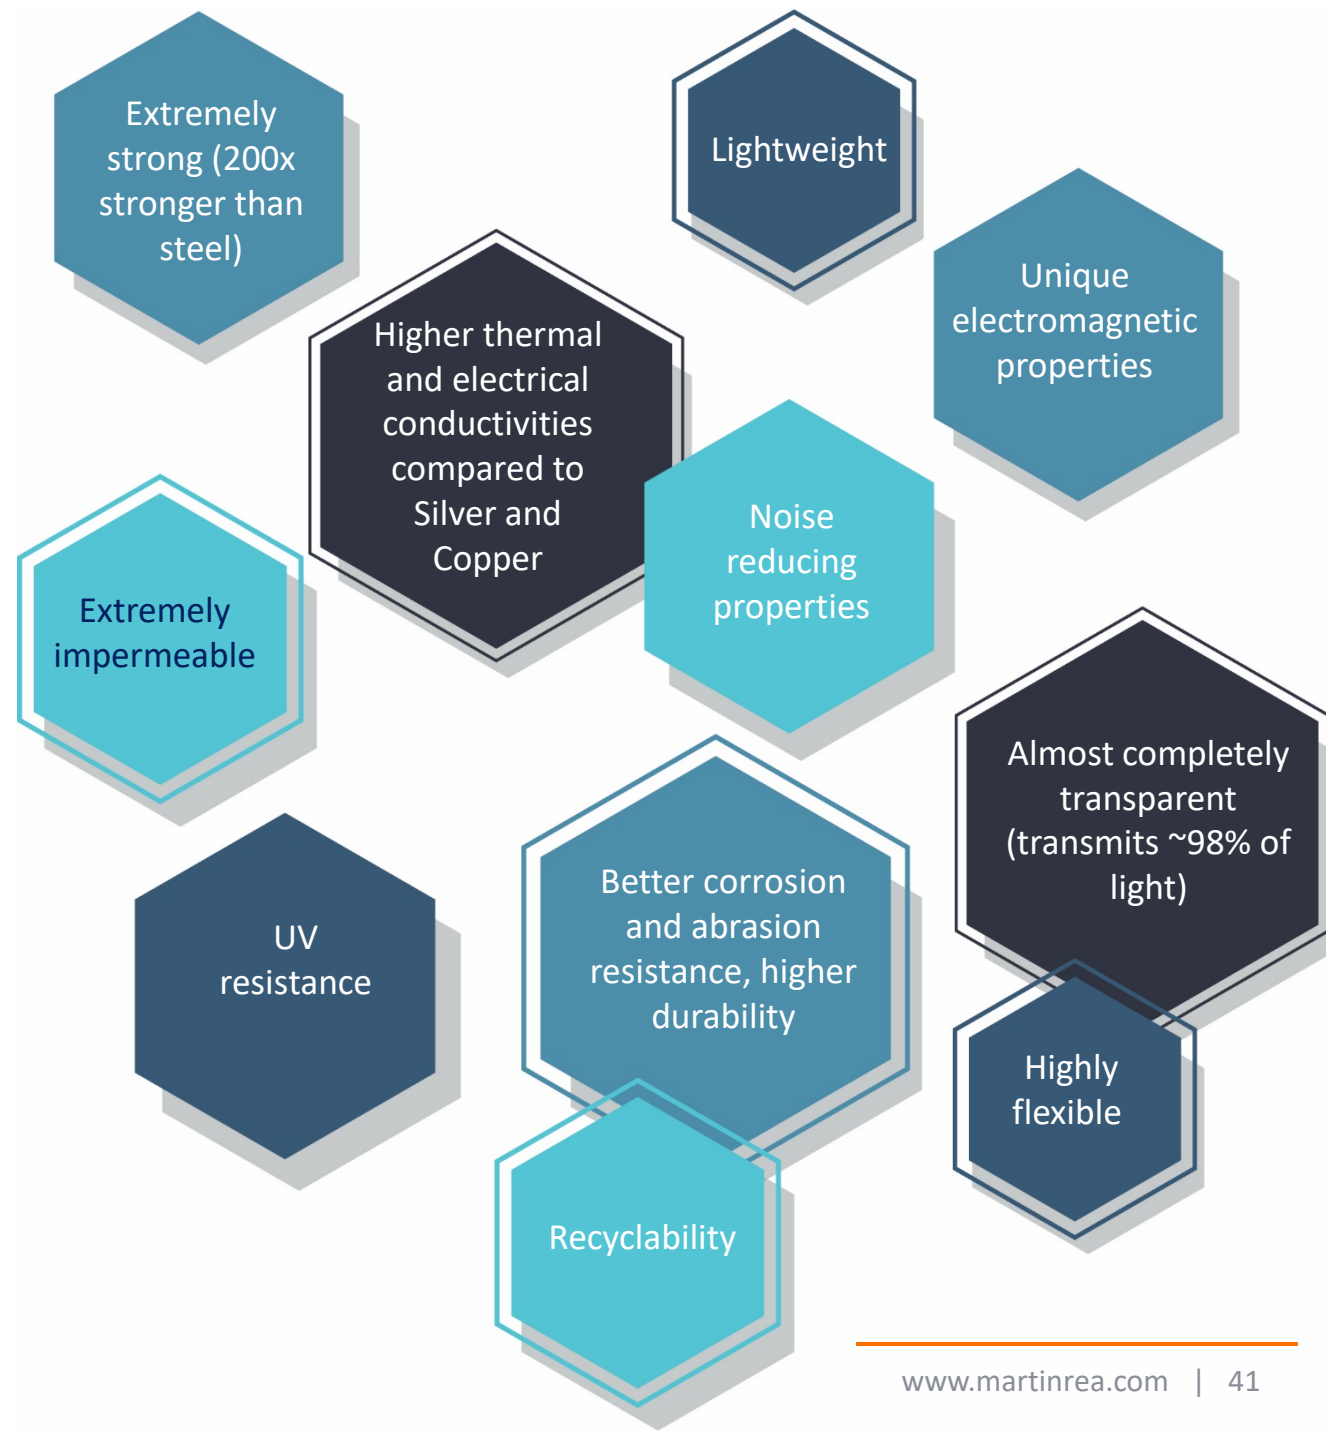 Extremely
strong (200x
stronger than
steel)
Lightweight
Unique
electromagnetic
properties
Higher thermal
and electrical
conductivities
compared to
Silver and
Copper
Noise
reducing
properties
Extremely
impermeable
Almost completely
transparent
(transmits ~98% of
light)
UV
resistance
Better corrosion
and abrasion
resistance, higher
durability
Highly
flexible
Recyclability
www.martinrea.com | 41